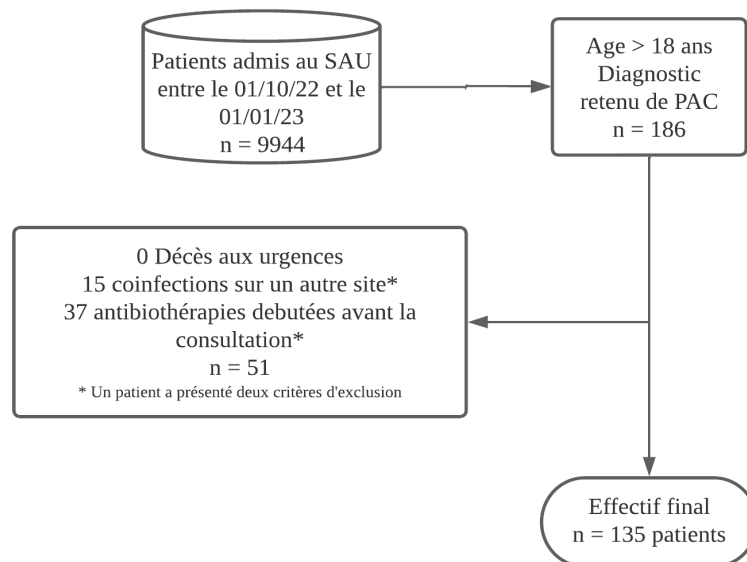 Patients admis au SAU
entre le 01/10/22 et le
01/01/23
n = 9944
Age > 18 ans
Diagnostic
retenu de PAC
n = 186
0 Décès aux urgences
15 coinfections sur un autre site*
37 antibiothérapies debutées avant la
consultation*
n = 51
* Un patient a présenté deux critères d'exclusion
Effectif final
n = 135 patients